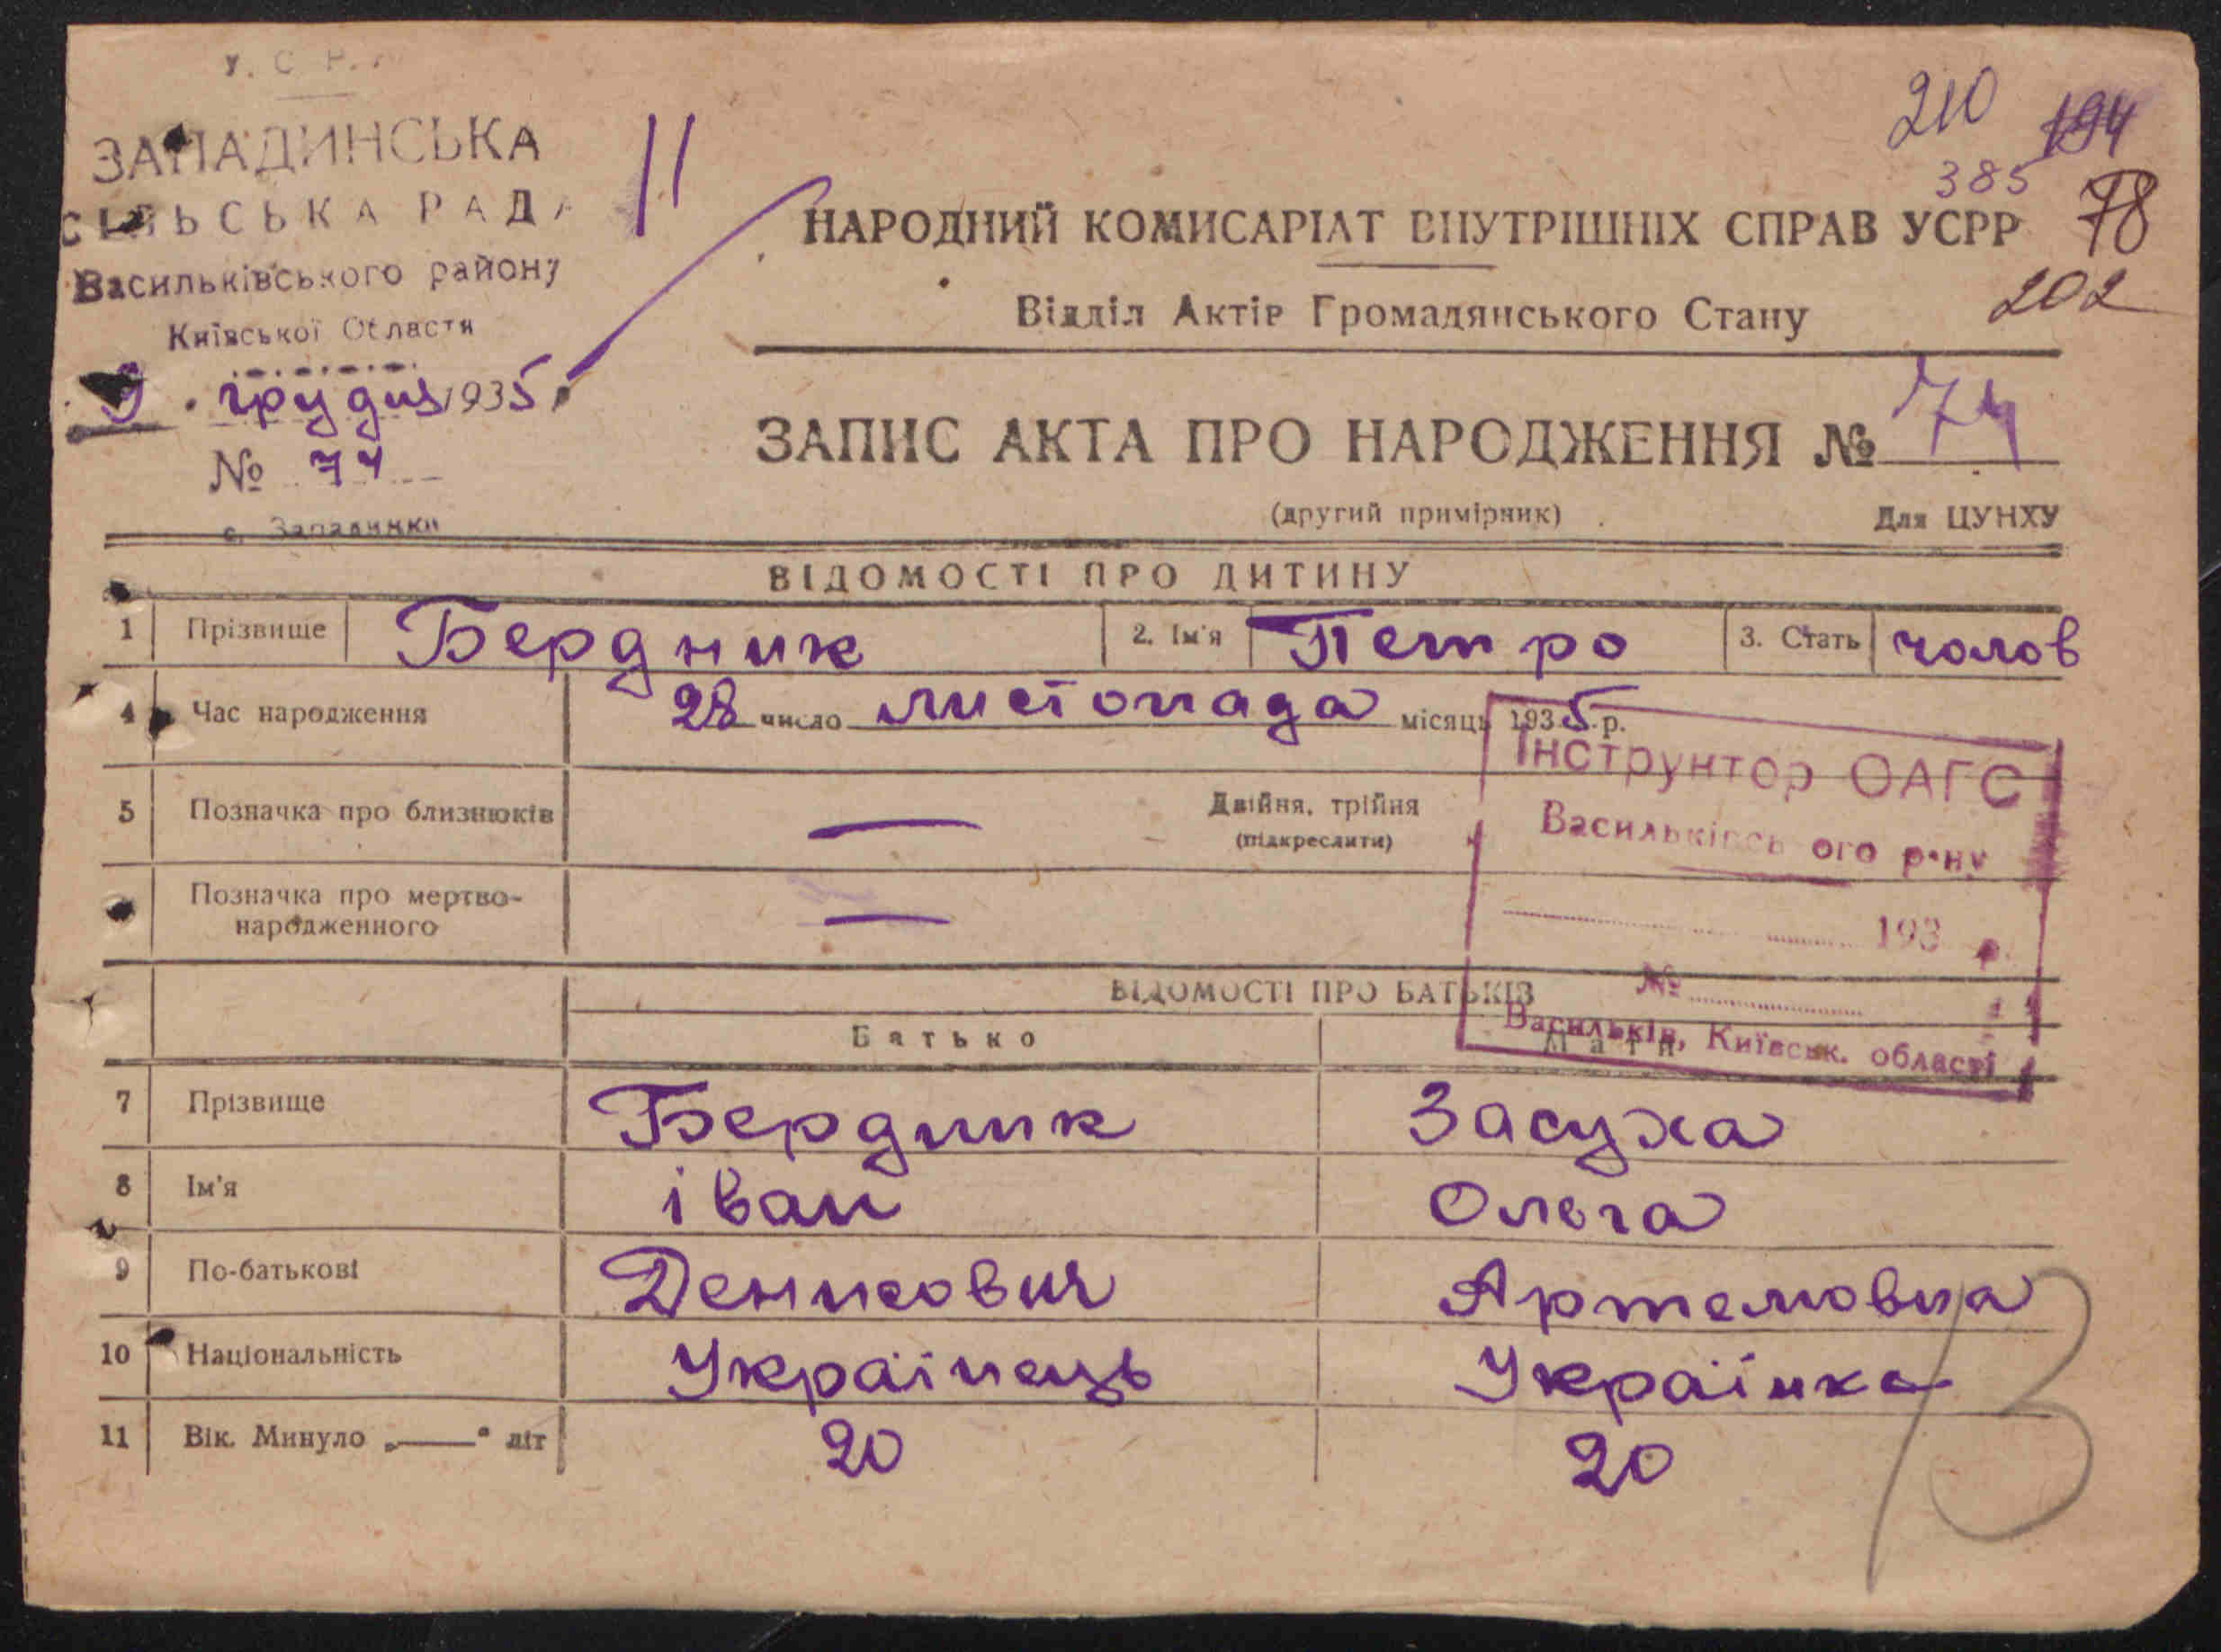 У. С. Р. Р.
ЗАПАДИНСЬКА
СІЛЬСЬКА РАДА
Васильківського району
Київської Области
9 грудня 1935
№ 74
с. Западинки
11
210 194
385
78
202
НАРОДНИЙ КОМИСАРІАТ ВНУТРІШНІХ СПРАВ УСРР
Відділ Актів Громадянського Стану
ЗАПИС АКТА ПРО НАРОДЖЕННЯ № 74
(другий примірник) Для ЦУНХУ
ВІДОМОСТІ ПРО ДИТИНУ
1 Прізвище Бердник 2. Ім'я Петро 3. Стать чолов
4 Час народження 28 число листопада місяць 1935 р.
5 Позначка про близнюків — Двійня, трійня
(підкреслити)
Позначка про мертво-
народженного —
Інструктор ОАГС
Васильківського р-ну
193 р.
№
Васильків, Київськ. області
ВІДОМОСТІ ПРО БАТЬКІВ
Батько Мати
7 Прізвище Бердник Засуха
8 Ім'я іван Ольга
9 По-батькові Денисович Артемовна
10 Національність Українець Українка
11 Вік. Минуло „—" літ 20 20
13